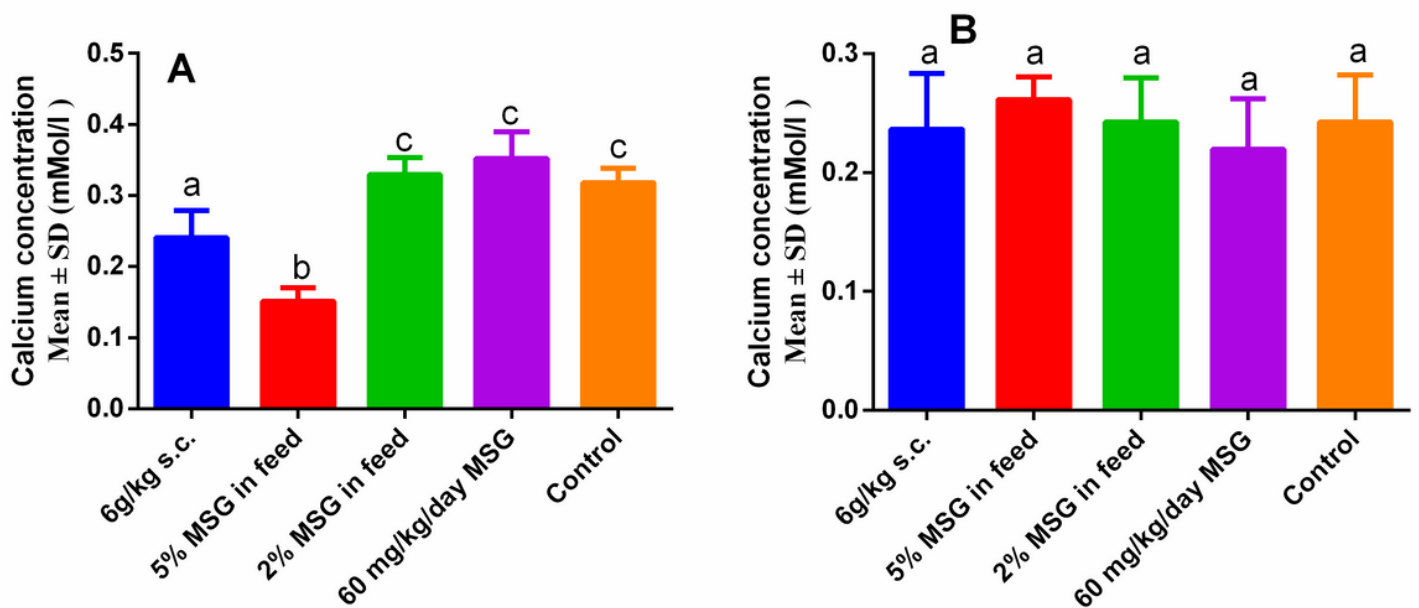 A
Calcium concentration
Mean ± SD (mMol/l )
0.5
0.4
0.3
0.2
0.1
0.0
a
b
c
c
c
6g/kg s.c.
5% MSG in feed
2% MSG in feed
60 mg/kg/day MSG
Control
B
Calcium concentration
Mean ± SD (mMol/l )
0.3
0.2
0.1
0.0
a
a
a
a
a
6g/kg s.c.
5% MSG in feed
2% MSG in feed
60 mg/kg/day MSG
Control